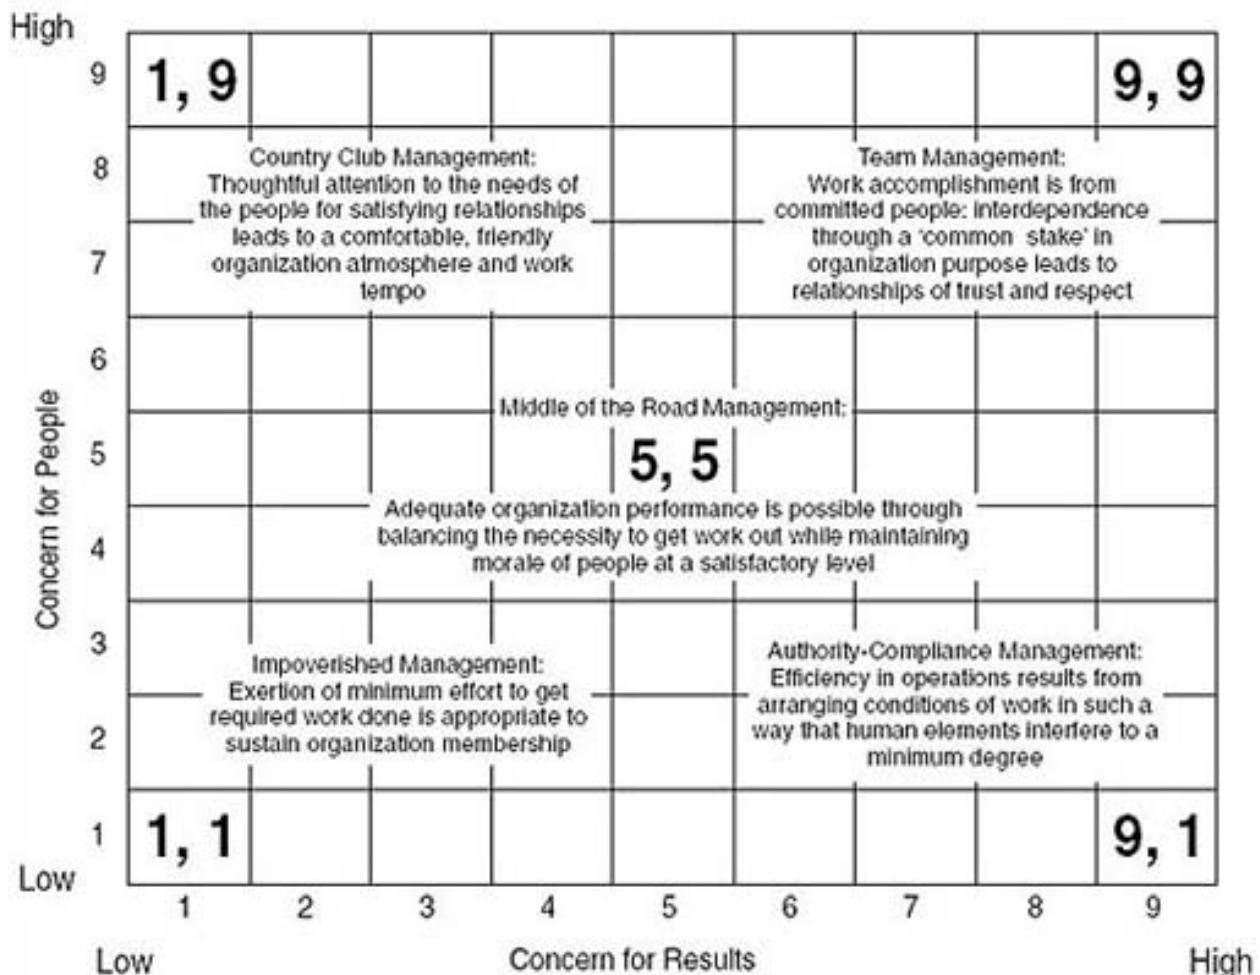 High
9
1, 9
9, 9
8
Country Club Management:
Thoughtful attention to the needs of
the people for satisfying relationships
leads to a comfortable, friendly
organization atmosphere and work
tempo
Team Management:
Work accomplishment is from
committed people: interdependence
through a 'common stake' in
organization purpose leads to
relationships of trust and respect
7
6
Concern for People
Middle of the Road Management:
5
5, 5
Adequate organization performance is possible through
balancing the necessity to get work out while maintaining
morale of people at a satisfactory level
4
3
Impoverished Management:
Exertion of minimum effort to get
required work done is appropriate to
sustain organization membership
Authority-Compliance Management:
Efficiency in operations results from
arranging conditions of work in such a
way that human elements interfere to a
minimum degree
2
1
1, 1
9, 1
Low
1 2 3 4 5 6 7 8 9
Low Concern for Results High